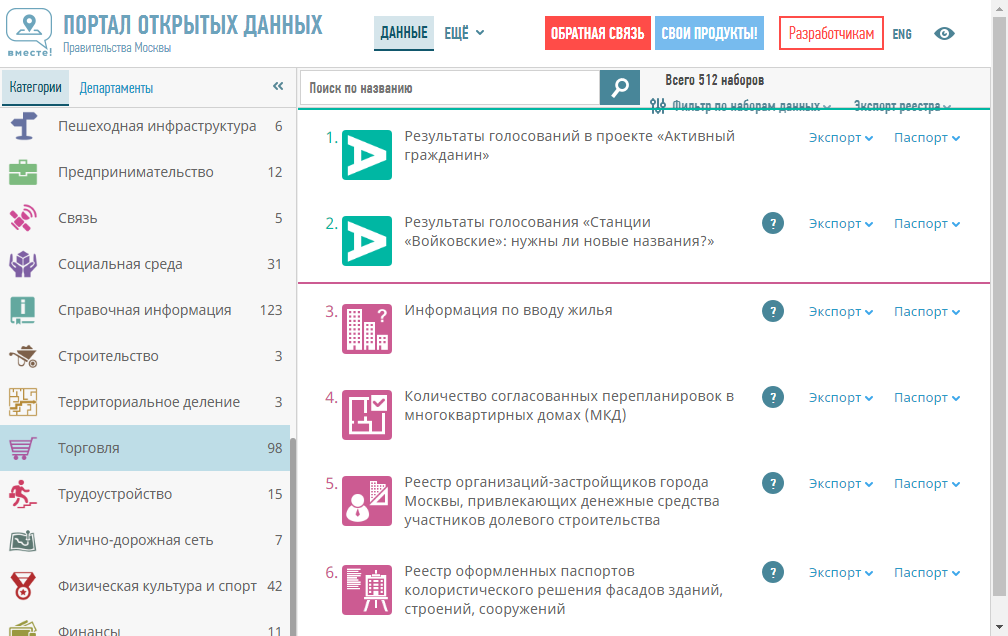 вместе!
ПОРТАЛ ОТКРЫТЫХ ДАННЫХ
Правительства Москвы
ДАННЫЕ
ЕЩЁ
ОБРАТНАЯ СВЯЗЬ
СВОИ ПРОДУКТЫ!
Разработчикам
ENG
Категории
Департаменты
«
Пешеходная инфраструктура 6
Предпринимательство 12
Связь 5
Социальная среда 31
Справочная информация 123
Строительство 3
Территориальное деление 3
Торговля 98
Трудоустройство 15
Улично-дорожная сеть 7
Физическая культура и спорт 42
Финансы 11
Поиск по названию
Всего 512 наборов
Фильтр по наборам данных
Экспорт реестра
1. Результаты голосований в проекте «Активный
гражданин»
Экспорт
Паспорт
2. Результаты голосования «Станции
«Войковские»: нужны ли новые названия?»
?
Экспорт
Паспорт
3. Информация по вводу жилья
?
Экспорт
Паспорт
4. Количество согласованных перепланировок в
многоквартирных домах (МКД)
?
Экспорт
Паспорт
5. Реестр организаций-застройщиков города
Москвы, привлекающих денежные средства
участников долевого строительства
?
Экспорт
Паспорт
6. Реестр оформленных паспортов
колористического решения фасадов зданий,
строений, сооружений
?
Экспорт
Паспорт